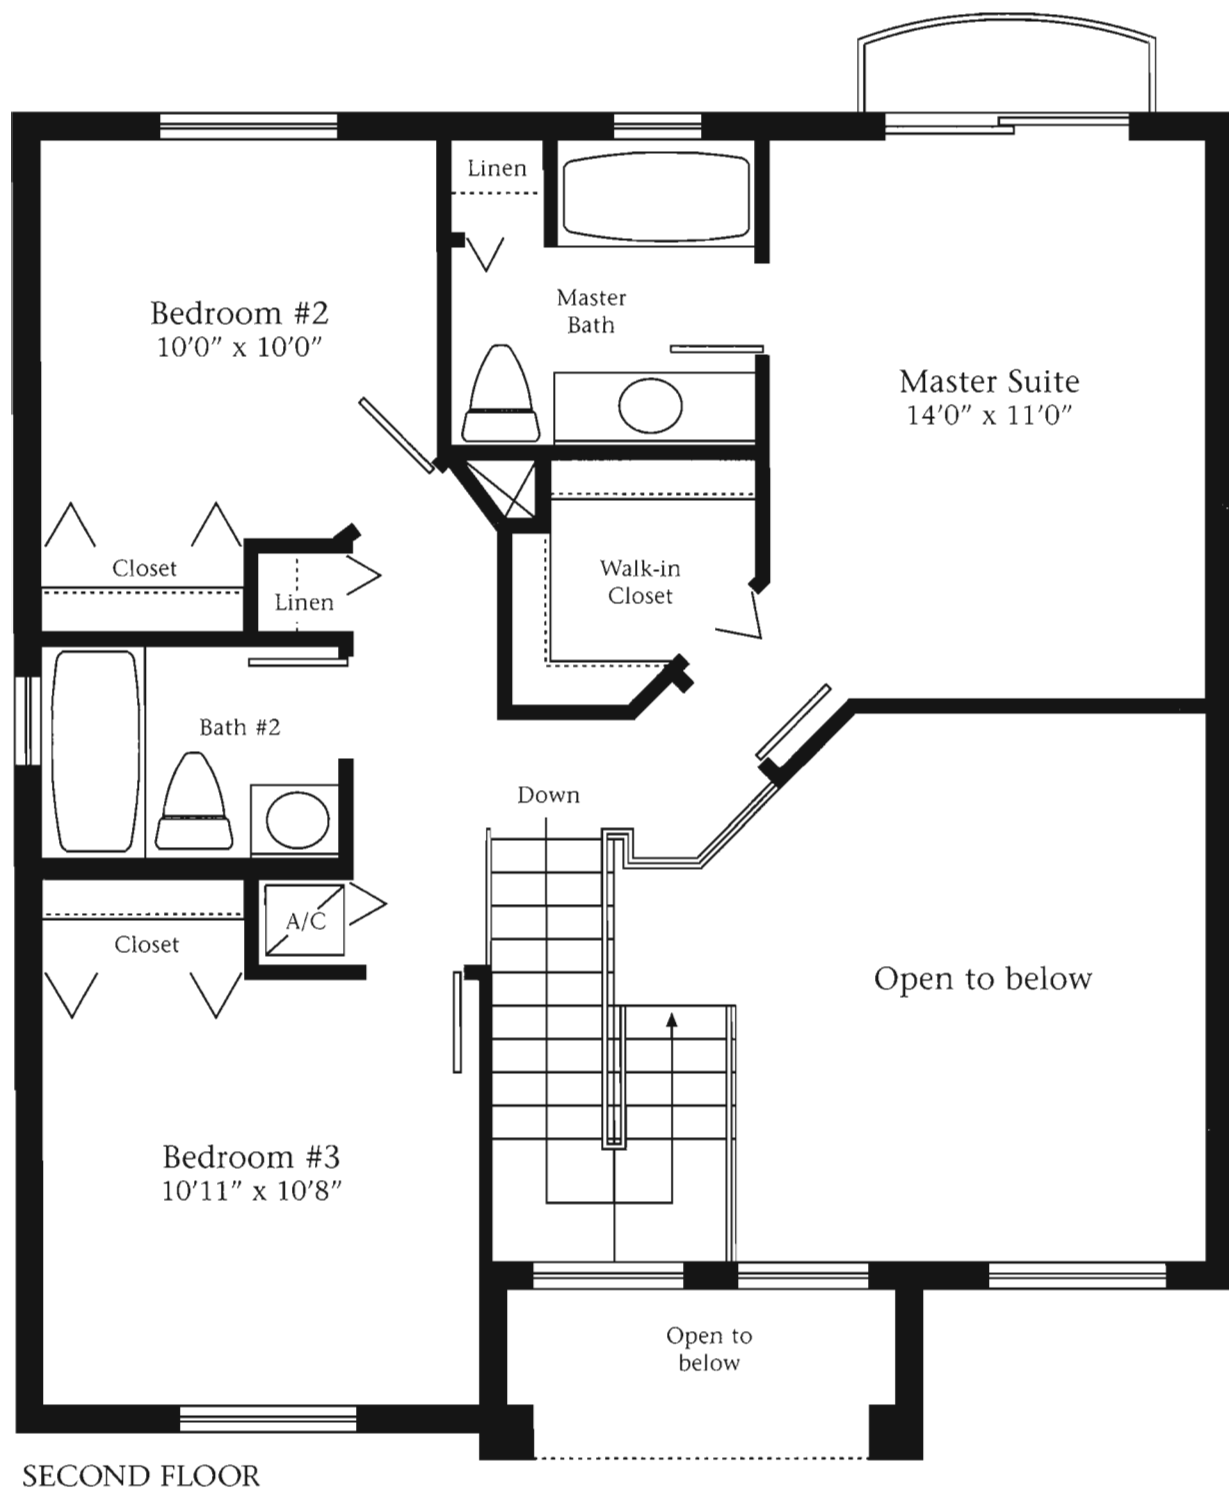 Linen
Master
Bath
Bedroom #2
10'0" x 10'0"
Master Suite
14'0" x 11'0"
Closet
Linen
Walk-in
Closet
Bath #2
Down
A/C
Closet
Open to below
Bedroom #3
10'11" x 10'8"
Open to
below
SECOND FLOOR